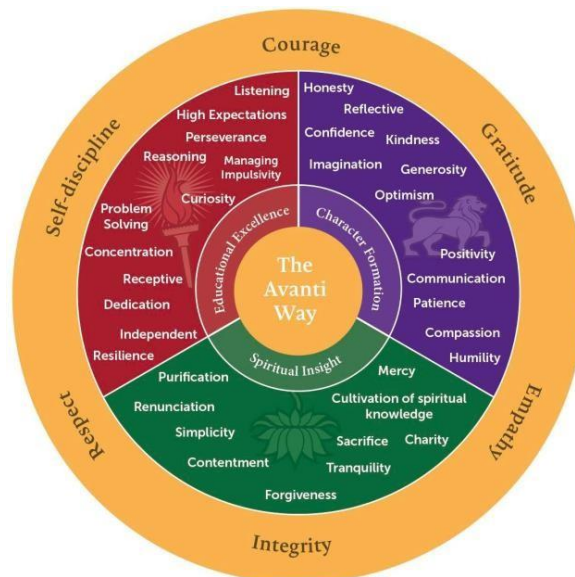 Courage
Gratitude
Empathy
Integrity
Respect
Self-discipline
The
Avanti
Way
Educational Excellence
Character Formation
Spiritual Insight
Listening
High Expectations
Perseverance
Reasoning
Managing
Impulsivity
Curiosity
Problem
Solving
Concentration
Receptive
Dedication
Independent
Resilience
Honesty
Reflective
Confidence
Kindness
Imagination
Generosity
Optimism
Positivity
Communication
Patience
Compassion
Humility
Purification
Mercy
Renunciation
Cultivation of spiritual
knowledge
Simplicity
Sacrifice
Charity
Contentment
Tranquility
Forgiveness